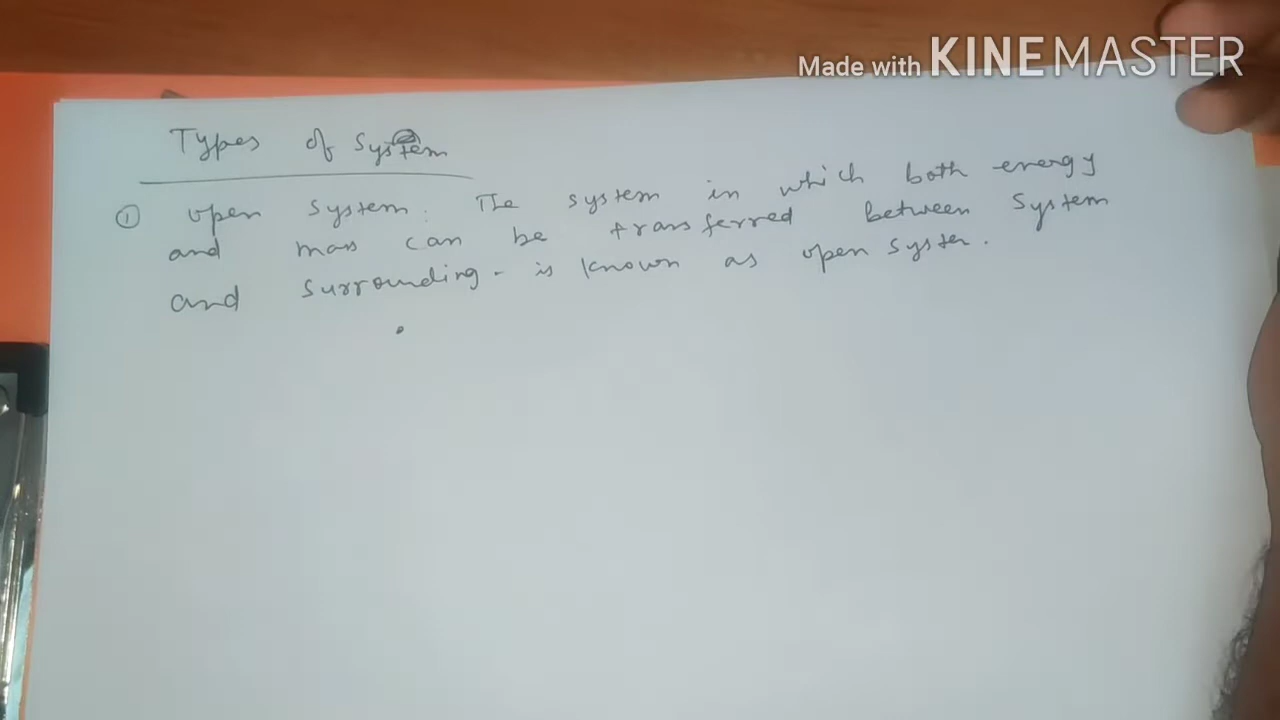 Made with KINEMASTER
Types of System
① open system: The system in which both energy
and mass can be transferred between system
and surrounding - is known as open system.